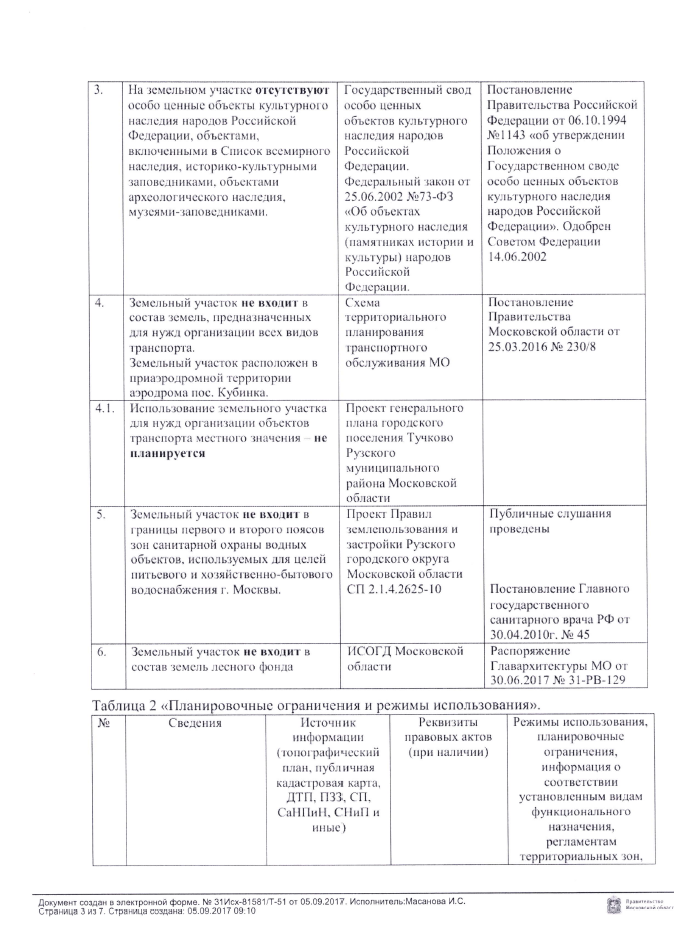 3.
На земельном участке отсутствуют
особо ценные объекты культурного
наследия народов Российской
Федерации, объектами,
включенными в Список всемирного
наследия, историко-культурными
заповедниками, объектами
археологического наследия,
музеями-заповедниками.
Государственный свод
особо ценных
объектов культурного
наследия народов
Российской
Федерации.
Федеральный закон от
25.06.2002 №73-ФЗ
«Об объектах
культурного наследия
(памятниках истории и
культуры) народов
Российской
Федерации.
Постановление
Правительства Российской
Федерации от 06.10.1994
№1143 «об утверждении
Положения о
Государственном своде
особо ценных объектов
культурного наследия
народов Российской
Федерации». Одобрен
Советом Федерации
14.06.2002
4.
Земельный участок не входит в
состав земель, предназначенных
для нужд организации всех видов
транспорта.
Земельный участок расположен в
приаэродромной территории
аэродрома пос. Кубинка.
Схема
территориального
планирования
транспортного
обслуживания МО
Постановление
Правительства
Московской области от
25.03.2016 № 230/8
4.1.
Использование земельного участка
для нужд организации объектов
транспорта местного значения – не
планируется
Проект генерального
плана городского
поселения Тучково
Рузского
муниципального
района Московской
области
5.
Земельный участок не входит в
границы первого и второго поясов
зон санитарной охраны водных
объектов, используемых для целей
питьевого и хозяйственно-бытового
водоснабжения г. Москвы.
Проект Правил
землепользования и
застройки Рузского
городского округа
Московской области
СП 2.1.4.2625-10
Публичные слушания
проведены
Постановление Главного
государственного
санитарного врача РФ от
30.04.2010г. № 45
6.
Земельный участок не входит в
состав земель лесного фонда
ИСОГД Московской
области
Распоряжение
Главархитектуры МО от
30.06.2017 № 31-РВ-129
Таблица 2 «Планировочные ограничения и режимы использования».
№
Сведения
Источник
информации
(топографический
план, публичная
кадастровая карта,
ДТП, ПЗЗ, СП,
СаНПиН, СНиП и
иные)
Реквизиты
правовых актов
(при наличии)
Режимы использования,
планировочные
ограничения,
информация о
соответствии
установленным видам
функционального
назначения,
регламентам
территориальных зон,
Документ создан в электронной форме. № 31Исх-81581/Т-51 от 05.09.2017. Исполнитель:Масанова И.С.
Страница 3 из 7. Страница создана: 05.09.2017 09:10
Правительство
Московской област